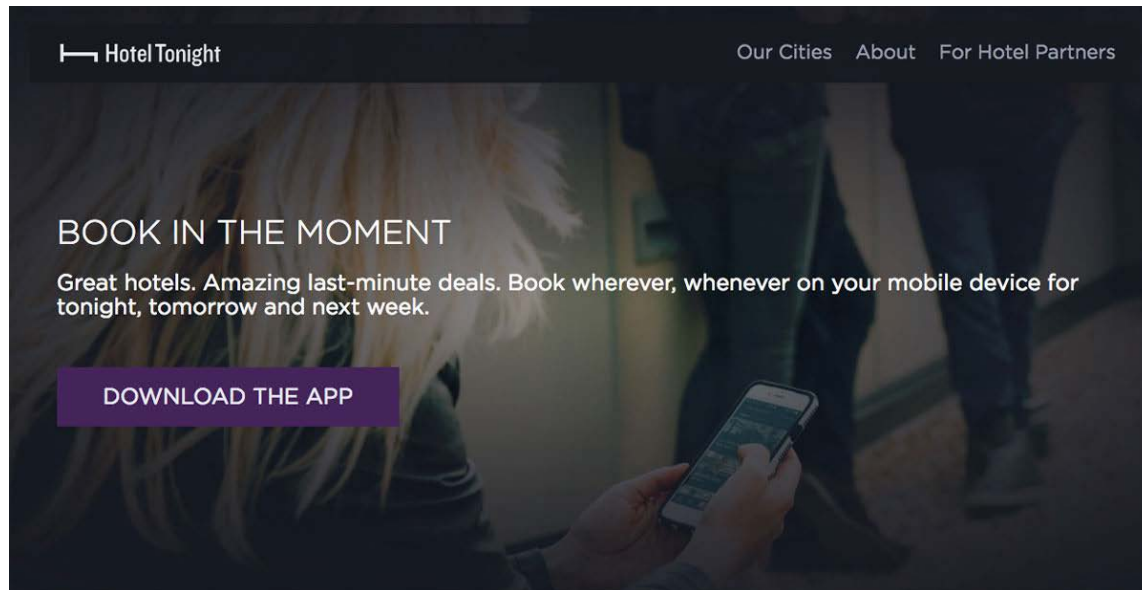 Hotel Tonight
Our Cities About For Hotel Partners
BOOK IN THE MOMENT
Great hotels. Amazing last-minute deals. Book wherever, whenever on your mobile device for
tonight, tomorrow and next week.
DOWNLOAD THE APP